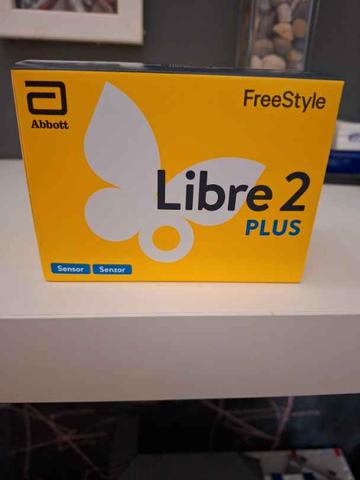 Abbott
FreeStyle
Libre 2
PLUS
Sensor Senzor